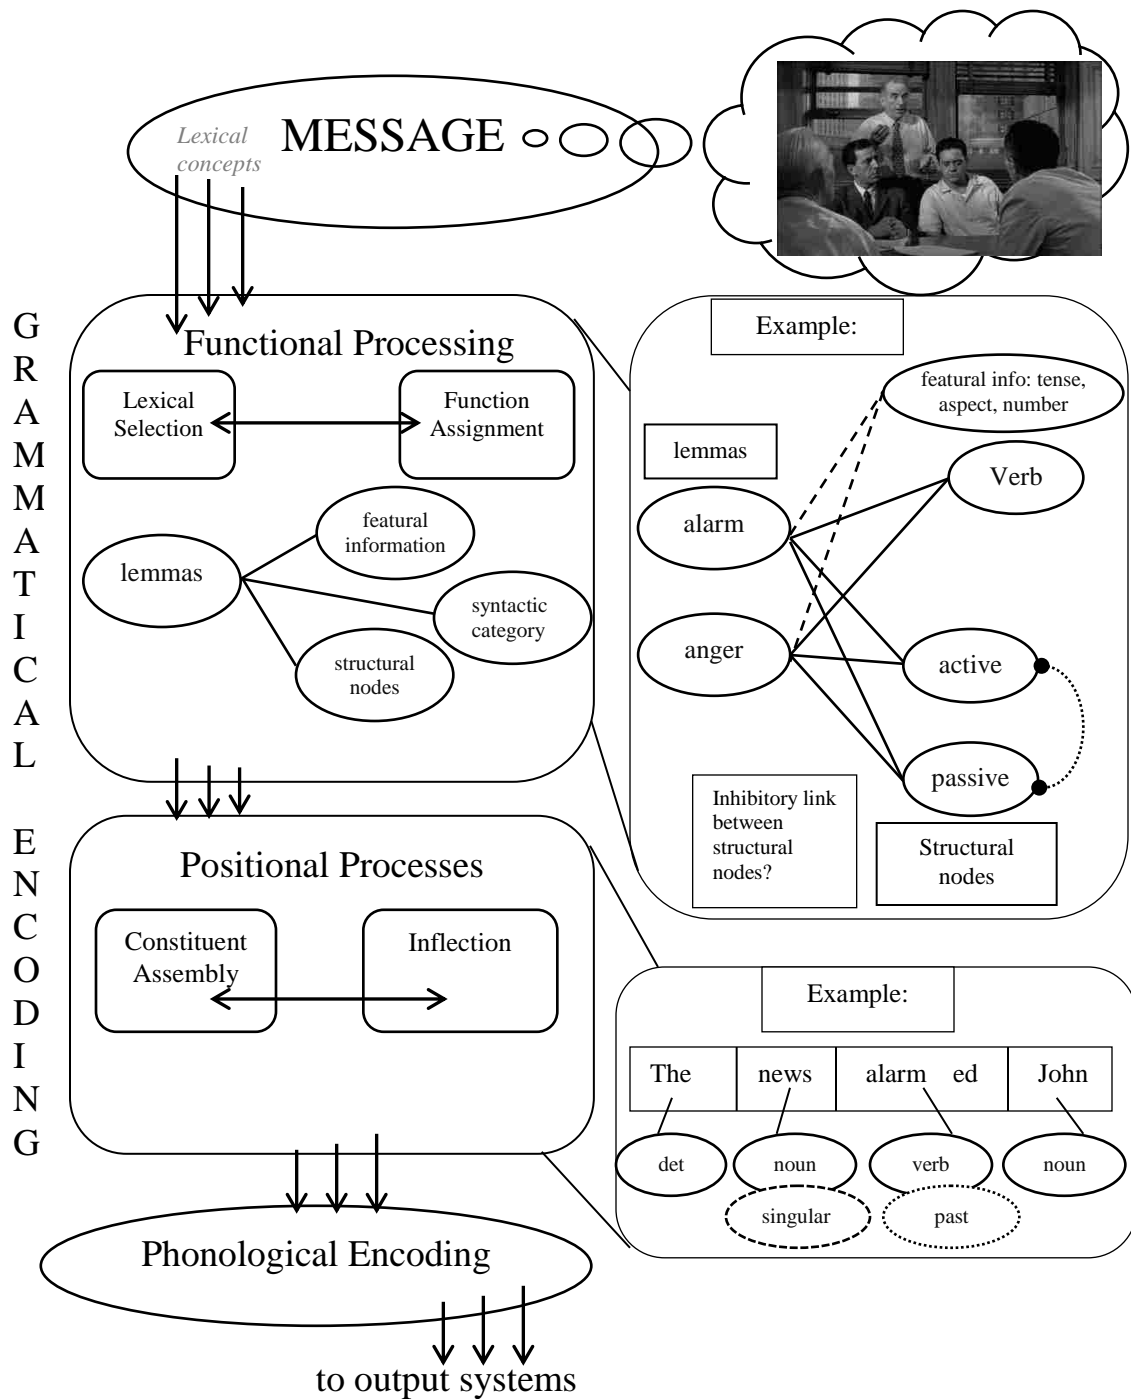 Lexical
concepts
MESSAGE
GRAMMATICAL
ENCODING
Functional Processing
Lexical
Selection
Function
Assignment
lemmas
featural
information
syntactic
category
structural
nodes
Example:
featural info: tense,
aspect, number
lemmas
Verb
alarm
anger
active
passive
Inhibitory link
between
structural
nodes?
Structural
nodes
Positional Processes
Constituent
Assembly
Inflection
Example:
The news alarm ed John
det noun verb noun
singular past
Phonological Encoding
to output systems